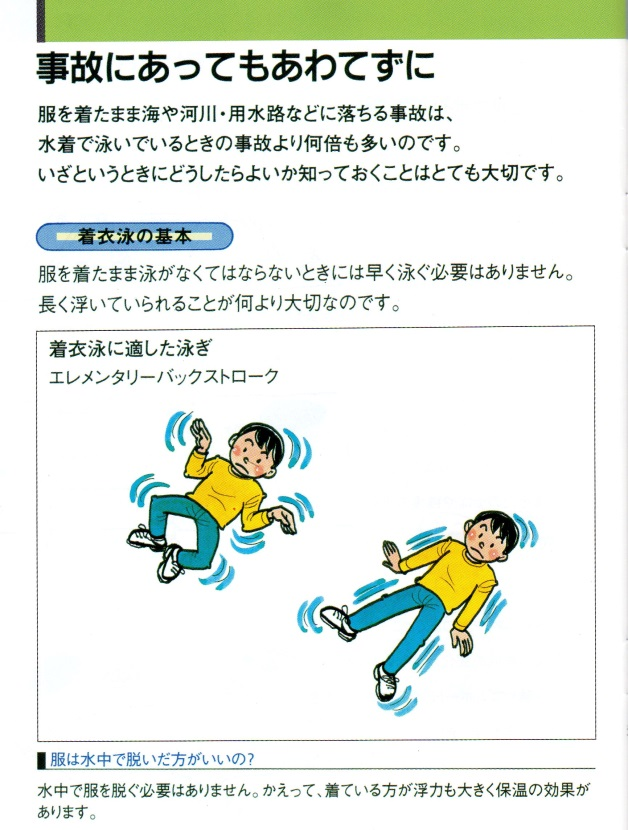 事故にあってもあわてずに
服を着たまま海や河川・用水路などに落ちる事故は、
水着で泳いでいるときの事故より何倍も多いのです。
いざというときにどうしたらよいか知っておくことはとても大切です。
着衣泳の基本
服を着たまま泳がなくてはならないときには早く泳ぐ必要はありません。
長く浮いていられることが何より大切なのです。
着衣泳に適した泳ぎ
エレメンタリーバックストローク
服は水中で脱いだ方がいいの?
水中で服を脱ぐ必要はありません。かえって、着ている方が浮力も大きく保温の効果が
あります。